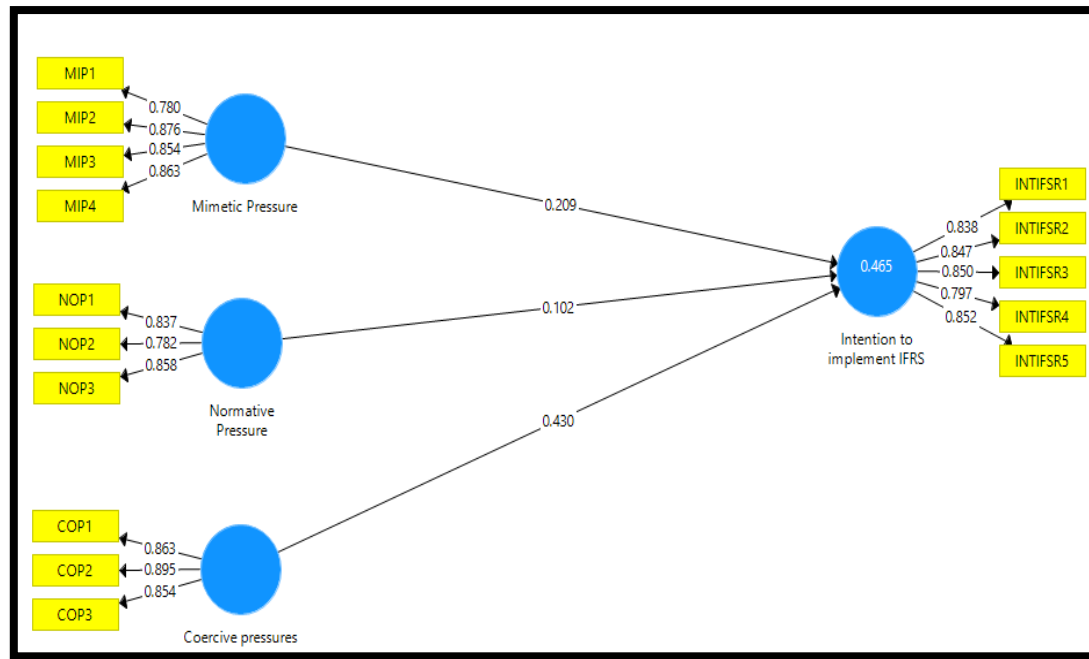 MIP1
0.780
MIP2
0.876
MIP3
0.854
MIP4
0.863
Mimetic Pressure
0.209
NOP1
0.837
NOP2
0.782
NOP3
0.858
Normative
Pressure
0.102
COP1
0.863
COP2
0.895
COP3
0.854
Coercive pressures
0.430
0.465
Intention to
implement IFRS
INTIFSR1
0.838
INTIFSR2
0.847
INTIFSR3
0.850
INTIFSR4
0.797
INTIFSR5
0.852